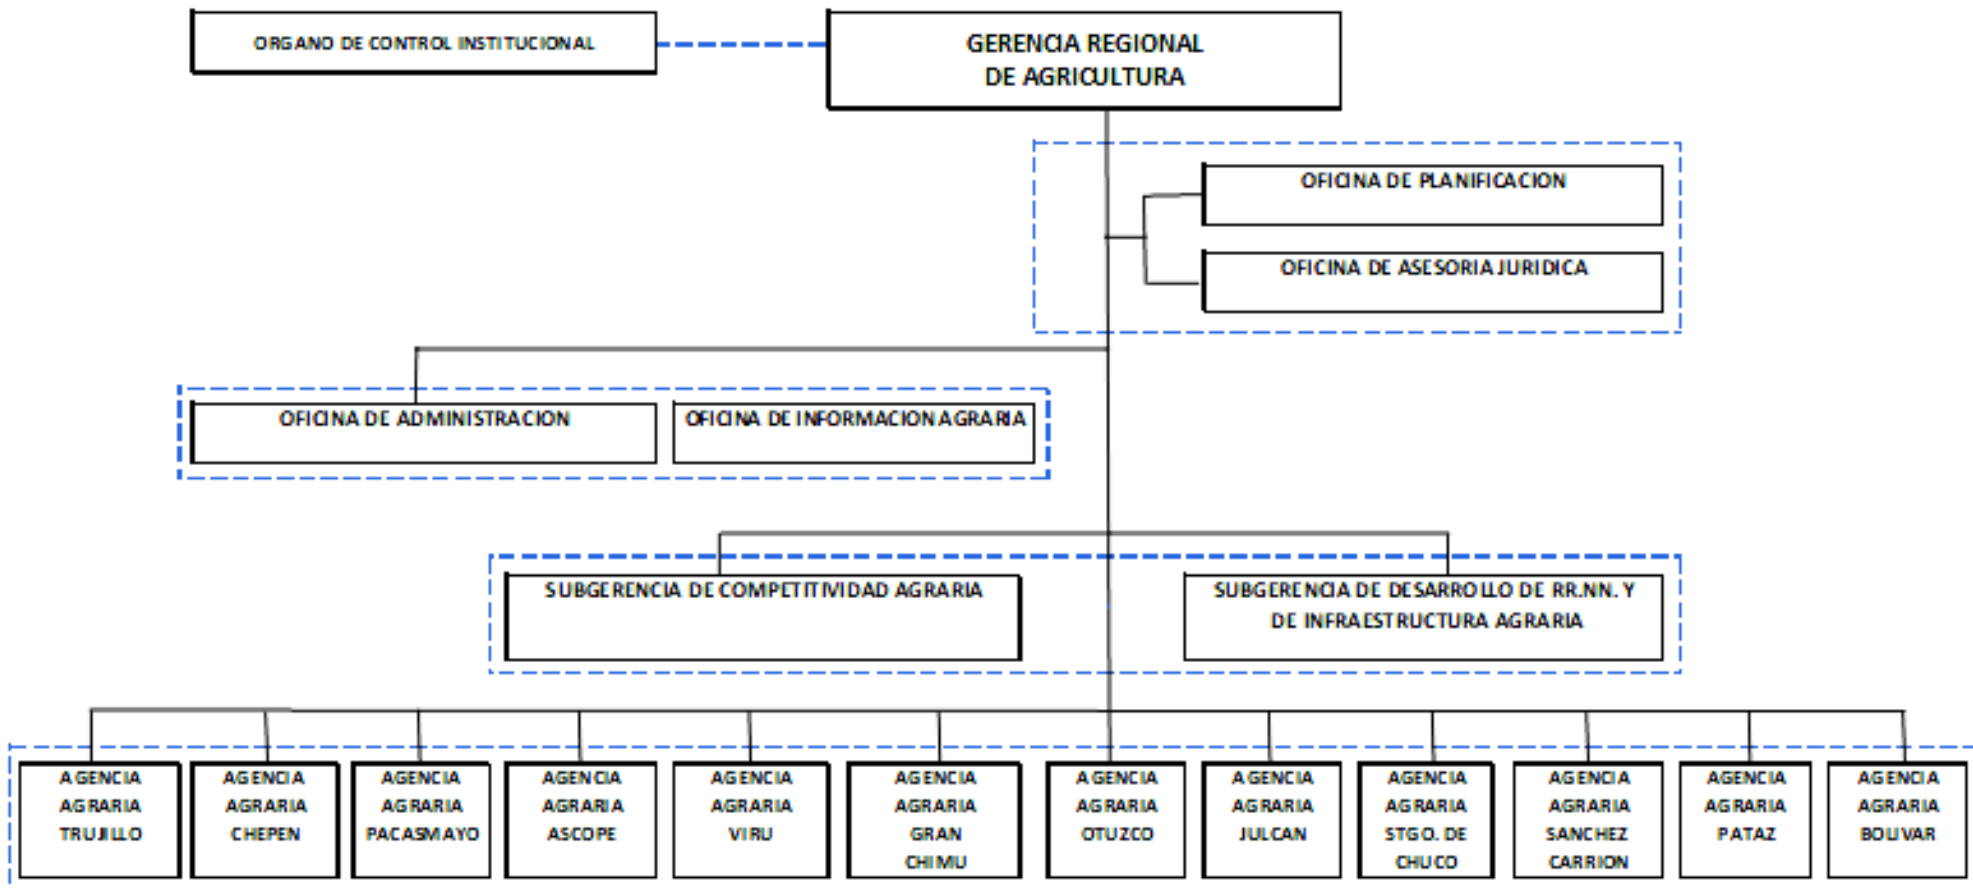 ORGANO DE CONTROL INSTITUCIONAL
GERENCIA REGIONAL
DE AGRICULTURA
OFICINA DE PLANIFICACION
OFICINA DE ASESORIA JURIDICA
OFICINA DE ADMINISTRACION
OFICINA DE INFORMACION AGRARIA
SUBGERENCIA DE COMPETITIVIDAD AGRARIA
SUBGERENCIA DE DESARROLLO DE RR.NN. Y
DE INFRAESTRUCTURA AGRARIA
AGENCIA
AGRARIA
TRUJILLO
AGENCIA
AGRARIA
CHEPEN
AGENCIA
AGRARIA
PACASMAYO
AGENCIA
AGRARIA
ASCOPE
AGENCIA
AGRARIA
VIRU
AGENCIA
AGRARIA
GRAN
CHIMU
AGENCIA
AGRARIA
OTUZCO
AGENCIA
AGRARIA
JULCAN
AGENCIA
AGRARIA
STGO. DE
CHUCO
AGENCIA
AGRARIA
SANCHEZ
CARRION
AGENCIA
AGRARIA
PATAZ
AGENCIA
AGRARIA
BOLIVAR